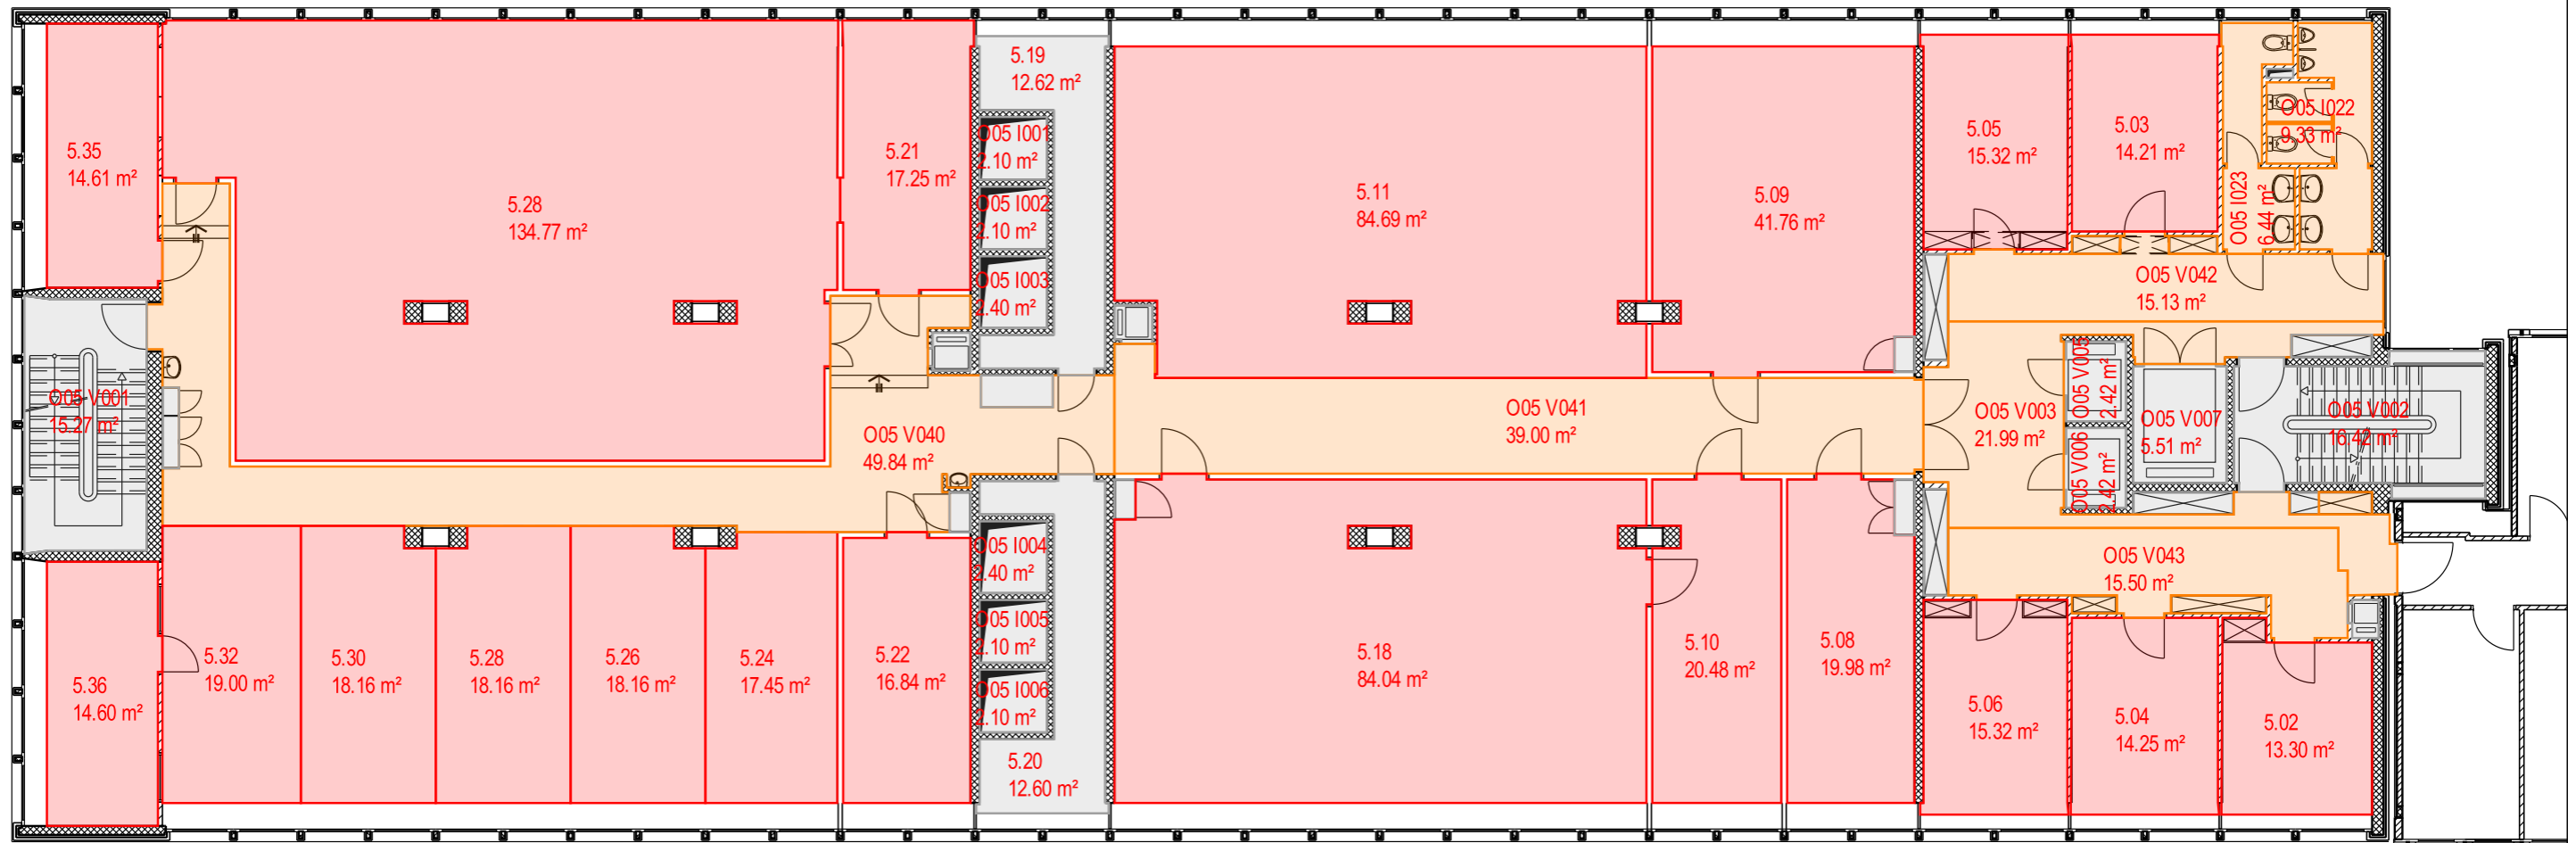 5.35
14.61 m²
5.28
134.77 m²
5.21
17.25 m²
5.19
12.62 m²
O05 I001
2.10 m²
O05 I002
2.10 m²
O05 I003
2.40 m²
5.11
84.69 m²
5.09
41.76 m²
5.05
15.32 m²
5.03
14.21 m²
O05 I022
9.33 m²
O05 I023
6.44 m²
O05 V042
15.13 m²
O05 V001
15.27 m²
O05 V040
49.84 m²
O05 V041
39.00 m²
O05 V003
21.99 m²
O05 V005
2.42 m²
O05 V006
2.42 m²
O05 V007
5.51 m²
O05 V002
16.42 m²
O05 V043
15.50 m²
5.36
14.60 m²
5.32
19.00 m²
5.30
18.16 m²
5.28
18.16 m²
5.26
18.16 m²
5.24
17.45 m²
5.22
16.84 m²
O05 I004
2.40 m²
O05 I005
2.10 m²
O05 I006
2.10 m²
5.20
12.60 m²
5.18
84.04 m²
5.10
20.48 m²
5.08
19.98 m²
5.06
15.32 m²
5.04
14.25 m²
5.02
13.30 m²